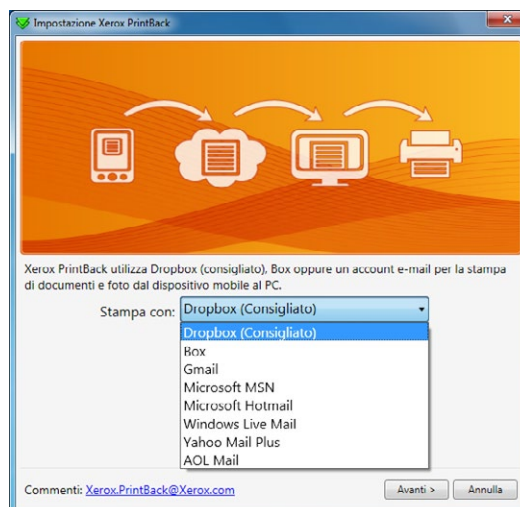 Impostazione Xerox PrintBack
Xerox PrintBack utilizza Dropbox (consigliato), Box oppure un account e-mail per la stampa
di documenti e foto dal dispositivo mobile al PC.
Stampa con: Dropbox (Consigliato)
Dropbox (Consigliato)
Box
Gmail
Microsoft MSN
Microsoft Hotmail
Windows Live Mail
Yahoo Mail Plus
AOL Mail
Commenti: Xerox.PrintBack@Xerox.com Avanti > Annulla